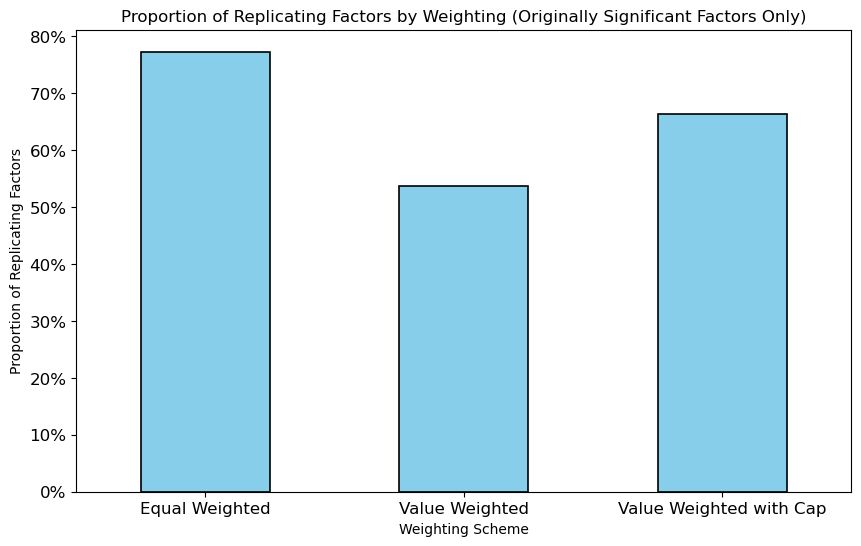 Proportion of Replicating Factors by Weighting (Originally Significant Factors Only)
Proportion of Replicating Factors
80%
70%
60%
50%
40%
30%
20%
10%
0%
Equal Weighted
Value Weighted
Value Weighted with Cap
Weighting Scheme